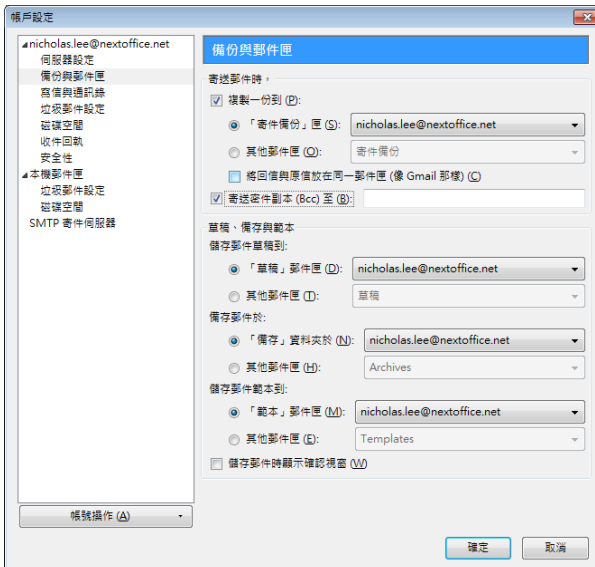 帳戶設定
nicholas.lee@nextoffice.net
伺服器設定
備份與郵件匣
寫信與通訊錄
垃圾郵件設定
磁碟空間
收件回執
安全性
本機郵件匣
垃圾郵件設定
磁碟空間
SMTP 寄件伺服器
帳號操作 (A)
備份與郵件匣
寄送郵件時，
複製一份到 (P):
「寄件備份」匣 (S): nicholas.lee@nextoffice.net
其他郵件匣 (O): 寄件備份
將回信與原信放在同一郵件匣 (像 Gmail 那樣) (C)
寄送密件副本 (Bcc) 至 (B):
草稿、備存與範本
儲存郵件草稿到:
「草稿」郵件匣 (D): nicholas.lee@nextoffice.net
其他郵件匣 (T): 草稿
備存郵件於:
「備存」資料夾於 (N): nicholas.lee@nextoffice.net
其他郵件匣 (H): Archives
儲存郵件範本到:
「範本」郵件匣 (M): nicholas.lee@nextoffice.net
其他郵件匣 (E): Templates
儲存郵件時顯示確認視窗 (W)
確定 取消